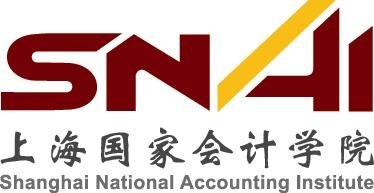 SNAI
上海国家会计学院
Shanghai National Accounting Institute